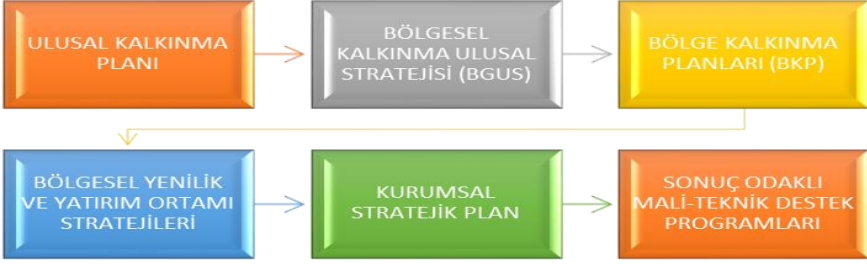 ULUSAL KALKINMA
PLANI
BÖLGESEL
KALKINMA ULUSAL
STRATEJİSİ (BGUS)
BÖLGE KALKINMA
PLANLARI (BKP)
BÖLGESEL YENİLİK
VE YATIRIM ORTAMI
STRATEJİLERİ
KURUMSAL
STRATEJİK PLAN
SONUÇ ODAKLI
MALİ-TEKNİK DESTEK
PROGRAMLARI